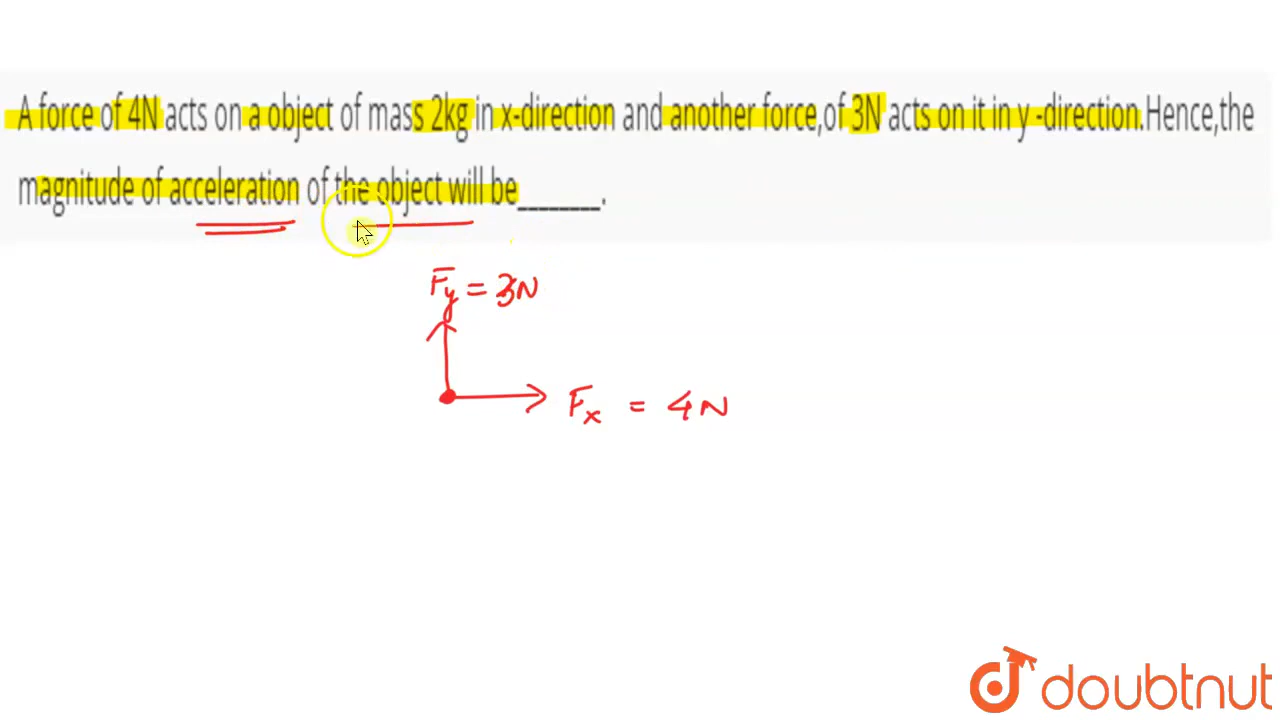 A force of 4N acts on a object of mass 2kg in x-direction and another force,of 3N acts on it in y -direction.Hence,the
magnitude of acceleration of the object will be________.
Fy = 3N
Fx = 4N
doubtnut